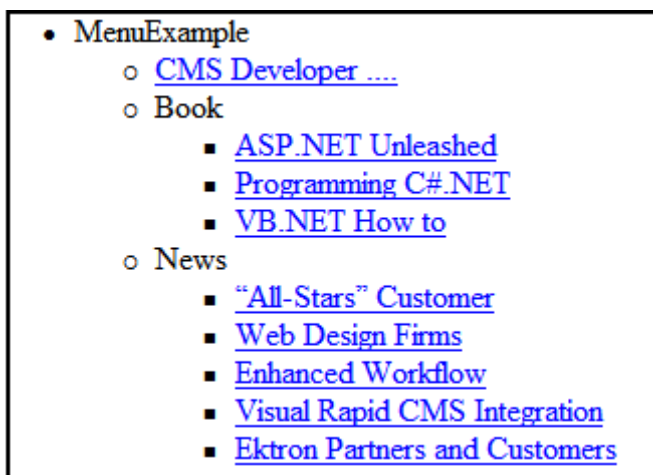 MenuExample
CMS Developer ....
Book
ASP.NET Unleashed
Programming C#.NET
VB.NET How to
News
“All-Stars” Customer
Web Design Firms
Enhanced Workflow
Visual Rapid CMS Integration
Ektron Partners and Customers